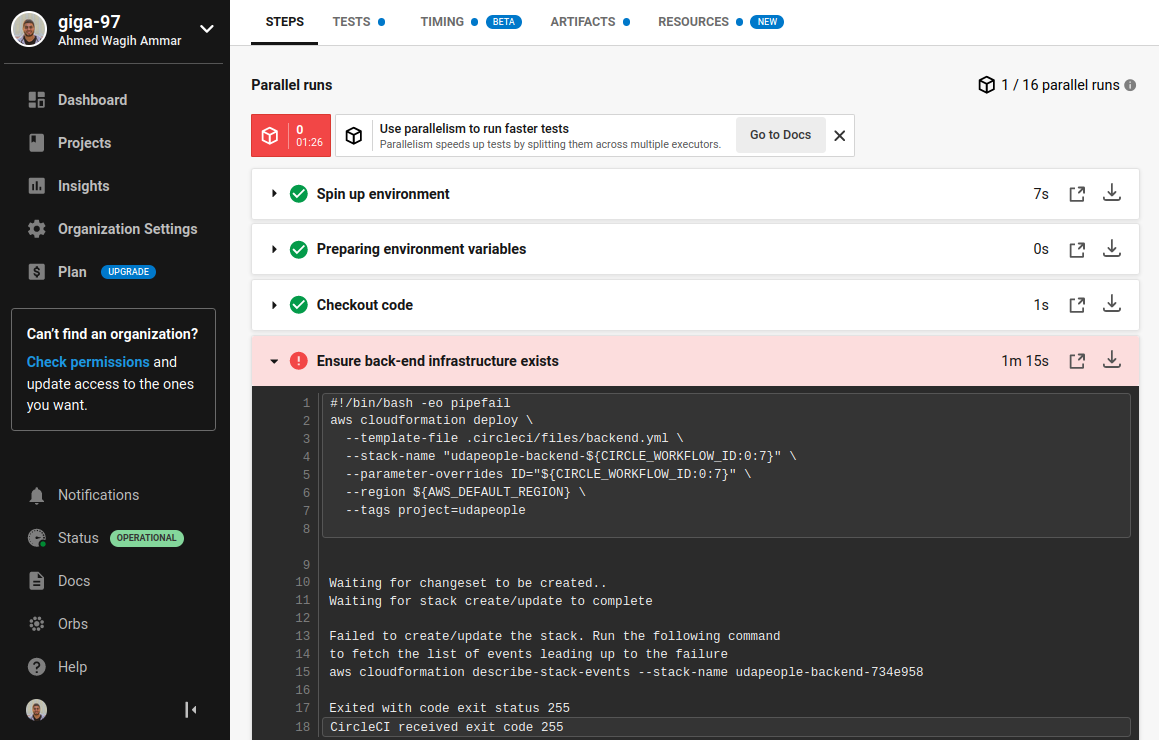 giga-97
Ahmed Wagih Ammar
Dashboard
Projects
Insights
Organization Settings
Plan UPGRADE
Can't find an organization?
Check permissions and
update access to the ones
you want.
Notifications
Status OPERATIONAL
Docs
Orbs
Help
STEPS TESTS TIMING BETA ARTIFACTS RESOURCES NEW
Parallel runs 1 / 16 parallel runs
0
01:26
Use parallelism to run faster tests
Parallelism speeds up tests by splitting them across multiple executors.
Go to Docs
Spin up environment 7s
Preparing environment variables 0s
Checkout code 1s
Ensure back-end infrastructure exists 1m 15s
1 #!/bin/bash -eo pipefail
2 aws cloudformation deploy \
3 --template-file .circleci/files/backend.yml \
4 --stack-name "udapeople-backend-${CIRCLE_WORKFLOW_ID:0:7}" \
5 --parameter-overrides ID="${CIRCLE_WORKFLOW_ID:0:7}" \
6 --region ${AWS_DEFAULT_REGION} \
7 --tags project=udapeople
8
9
10 Waiting for changeset to be created..
11 Waiting for stack create/update to complete
12
13 Failed to create/update the stack. Run the following command
14 to fetch the list of events leading up to the failure
15 aws cloudformation describe-stack-events --stack-name udapeople-backend-734e958
16
17 Exited with code exit status 255
18 CircleCI received exit code 255